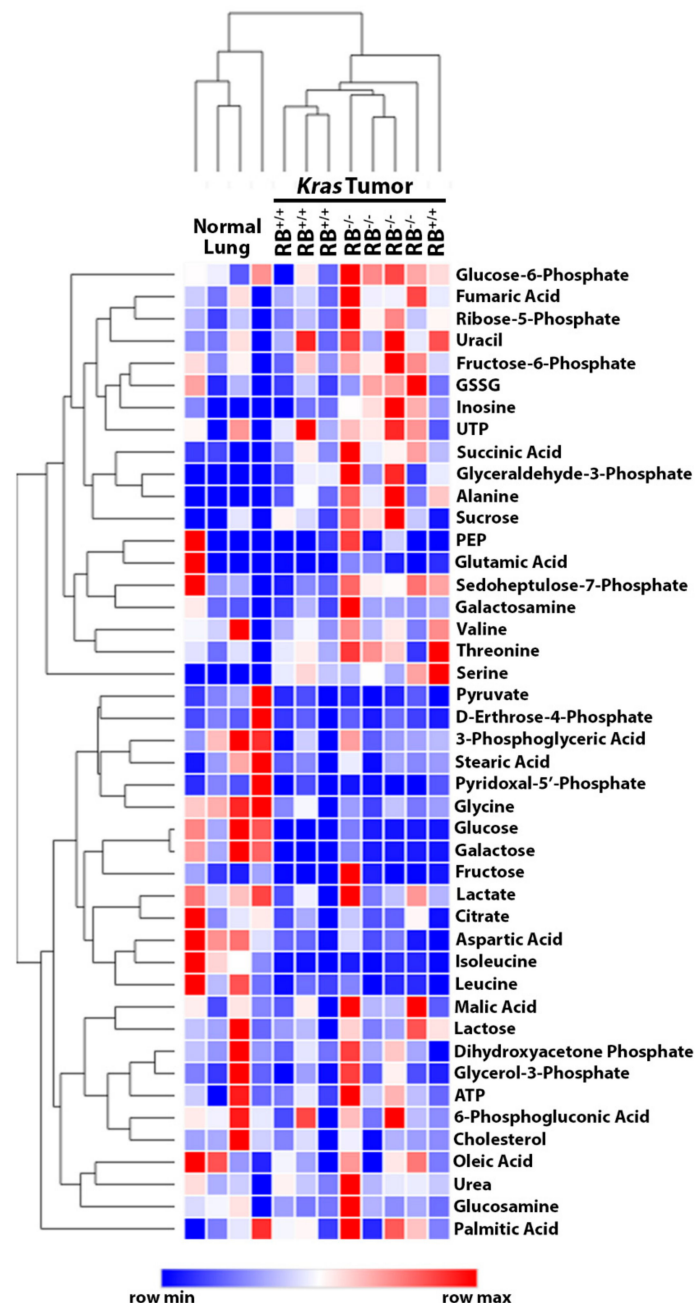 Kras Tumor
Normal
Lung
RB+/+
RB+/+
RB+/+
RB-/-
RB-/-
RB-/-
RB-/-
RB+/+
Glucose-6-Phosphate
Fumaric Acid
Ribose-5-Phosphate
Uracil
Fructose-6-Phosphate
GSSG
Inosine
UTP
Succinic Acid
Glyceraldehyde-3-Phosphate
Alanine
Sucrose
PEP
Glutamic Acid
Sedoheptulose-7-Phosphate
Galactosamine
Valine
Threonine
Serine
Pyruvate
D-Erthrose-4-Phosphate
3-Phosphoglyceric Acid
Stearic Acid
Pyridoxal-5’-Phosphate
Glycine
Glucose
Galactose
Fructose
Lactate
Citrate
Aspartic Acid
Isoleucine
Leucine
Malic Acid
Lactose
Dihydroxyacetone Phosphate
Glycerol-3-Phosphate
ATP
6-Phosphogluconic Acid
Cholesterol
Oleic Acid
Urea
Glucosamine
Palmitic Acid
row min row max